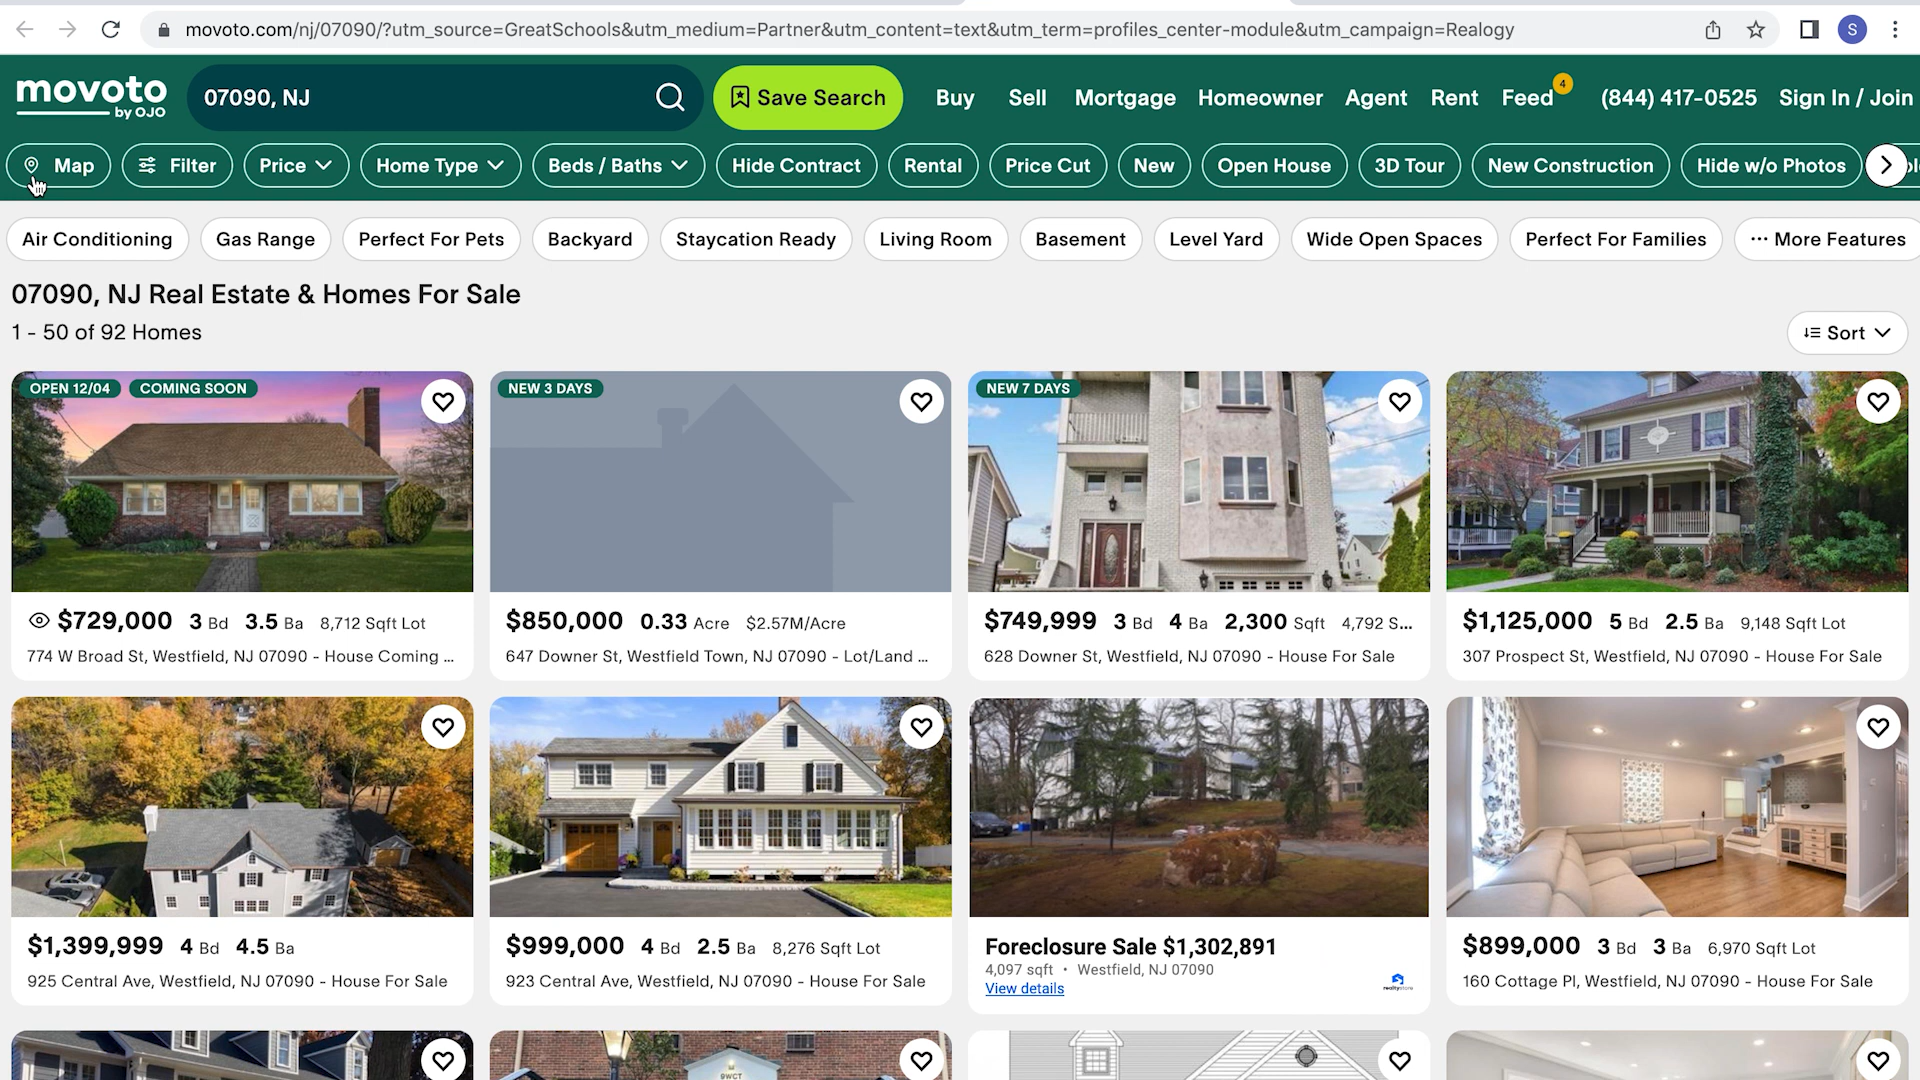 movoto.com/nj/07090/?utm_source=GreatSchools&utm_medium=Partner&utm_content=text&utm_term=profiles_center-module&utm_campaign=Realogy
S
movoto
by OJO
07090, NJ
Save Search
Buy Sell Mortgage Homeowner Agent Rent Feed 4 (844) 417-0525 Sign In / Join
Map Filter Price Home Type Beds / Baths Hide Contract Rental Price Cut New Open House 3D Tour New Construction Hide w/o Photos
Air Conditioning Gas Range Perfect For Pets Backyard Staycation Ready Living Room Basement Level Yard Wide Open Spaces Perfect For Families ··· More Features
07090, NJ Real Estate & Homes For Sale
1 - 50 of 92 Homes
Sort
OPEN 12/04 COMING SOON
$729,000 3 Bd 3.5 Ba 8,712 Sqft Lot
774 W Broad St, Westfield, NJ 07090 - House Coming ...
NEW 3 DAYS
$850,000 0.33 Acre $2.57M/Acre
647 Downer St, Westfield Town, NJ 07090 - Lot/Land ...
NEW 7 DAYS
$749,999 3 Bd 4 Ba 2,300 Sqft 4,792 S...
628 Downer St, Westfield, NJ 07090 - House For Sale
$1,125,000 5 Bd 2.5 Ba 9,148 Sqft Lot
307 Prospect St, Westfield, NJ 07090 - House For Sale
$1,399,999 4 Bd 4.5 Ba
925 Central Ave, Westfield, NJ 07090 - House For Sale
$999,000 4 Bd 2.5 Ba 8,276 Sqft Lot
923 Central Ave, Westfield, NJ 07090 - House For Sale
Foreclosure Sale $1,302,891
4,097 sqft • Westfield, NJ 07090
View details
realtystore
$899,000 3 Bd 3 Ba 6,970 Sqft Lot
160 Cottage Pl, Westfield, NJ 07090 - House For Sale